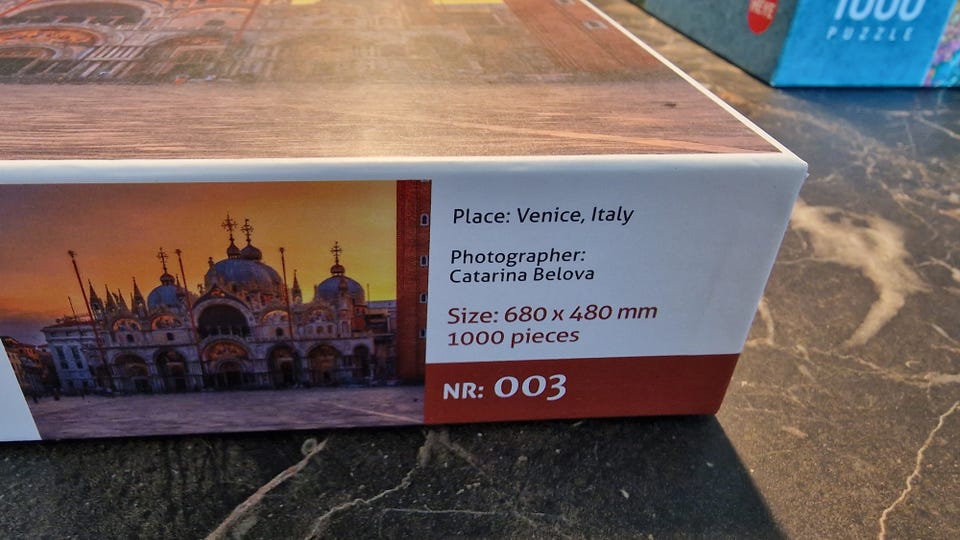 1000
PUZZLE
Place: Venice, Italy
Photographer:
Catarina Belova
Size: 680 x 480 mm
1000 pieces
NR: 003